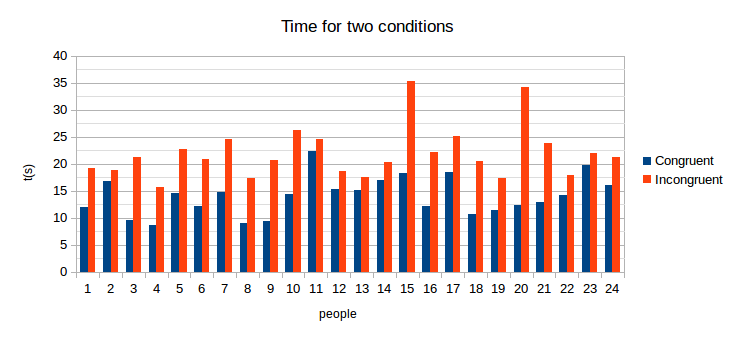 Time for two conditions
40
35
30
25
20
15
10
5
0
t(s)
1 2 3 4 5 6 7 8 9 10 11 12 13 14 15 16 17 18 19 20 21 22 23 24
people
Congruent
Incongruent